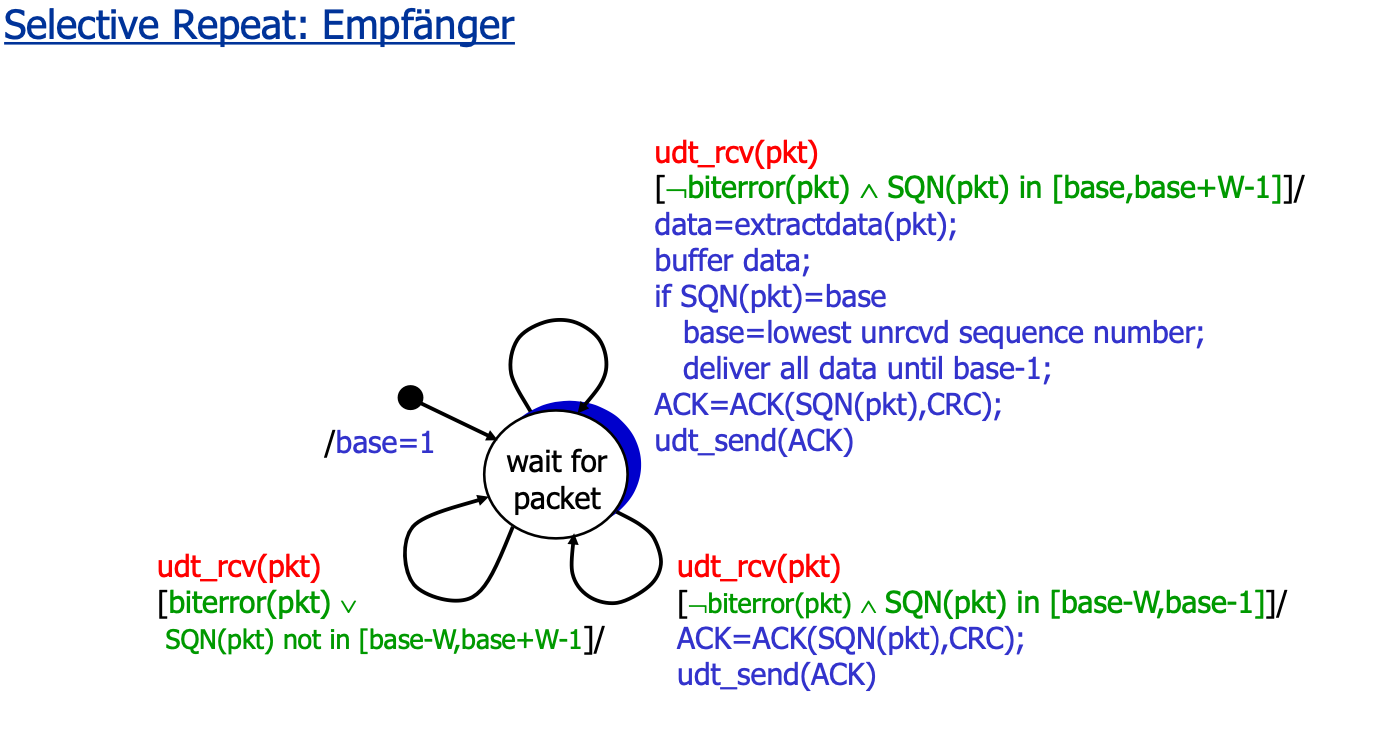 Selective Repeat: Empfänger
udt_rcv(pkt)
[¬biterror(pkt) ∧ SQN(pkt) in [base,base+W-1]]/
data=extractdata(pkt);
buffer data;
if SQN(pkt)=base
base=lowest unrcvd sequence number;
deliver all data until base-1;
ACK=ACK(SQN(pkt),CRC);
udt_send(ACK)
/base=1
wait for
packet
udt_rcv(pkt)
[biterror(pkt) ∨
SQN(pkt) not in [base-W,base+W-1]/
udt_rcv(pkt)
[¬biterror(pkt) ∧ SQN(pkt) in [base-W,base-1]]/
ACK=ACK(SQN(pkt),CRC);
udt_send(ACK)